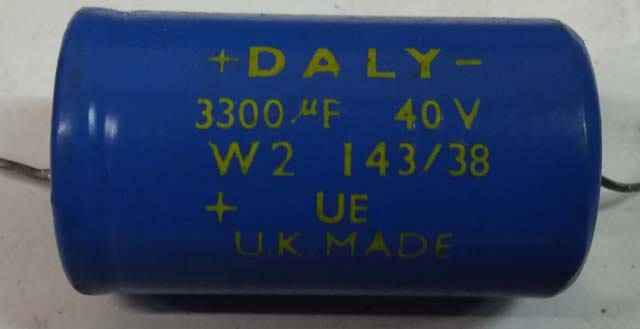 +DALY-
3300µF 40V
W2 143/38
+ UE
U.K. MADE